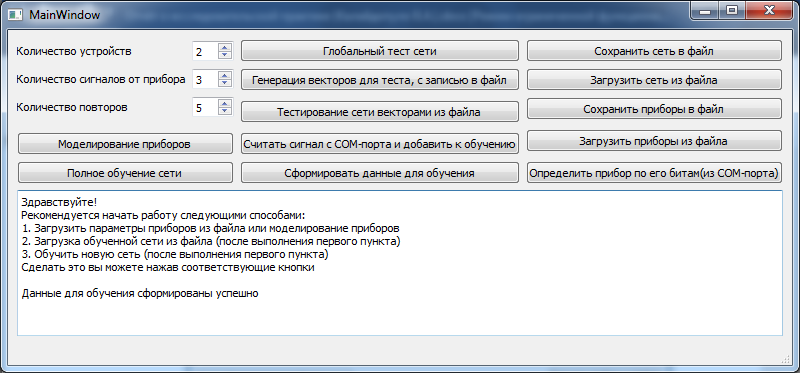 MainWindow
Количество устройств 2 Глобальный тест сети Сохранить сеть в файл
Количество сигналов от прибора 3 Генерация векторов для теста, с записью в файл Загрузить сеть из файла
Количество повторов 5 Тестирование сети векторами из файла Сохранить приборы в файл
Моделирование приборов Считать сигнал с COM-порта и добавить к обучению Загрузить приборы из файла
Полное обучение сети Сформировать данные для обучения Определить прибор по его битам(из COM-порта)
Здравствуйте!
Рекомендуется начать работу следующими способами:
1. Загрузить параметры приборов из файла или моделирование приборов
2. Загрузка обученной сети из файла (после выполнения первого пункта)
3. Обучить новую сеть (после выполнения первого пункта)
Сделать это вы можете нажав соответствующие кнопки
Данные для обучения сформированы успешно